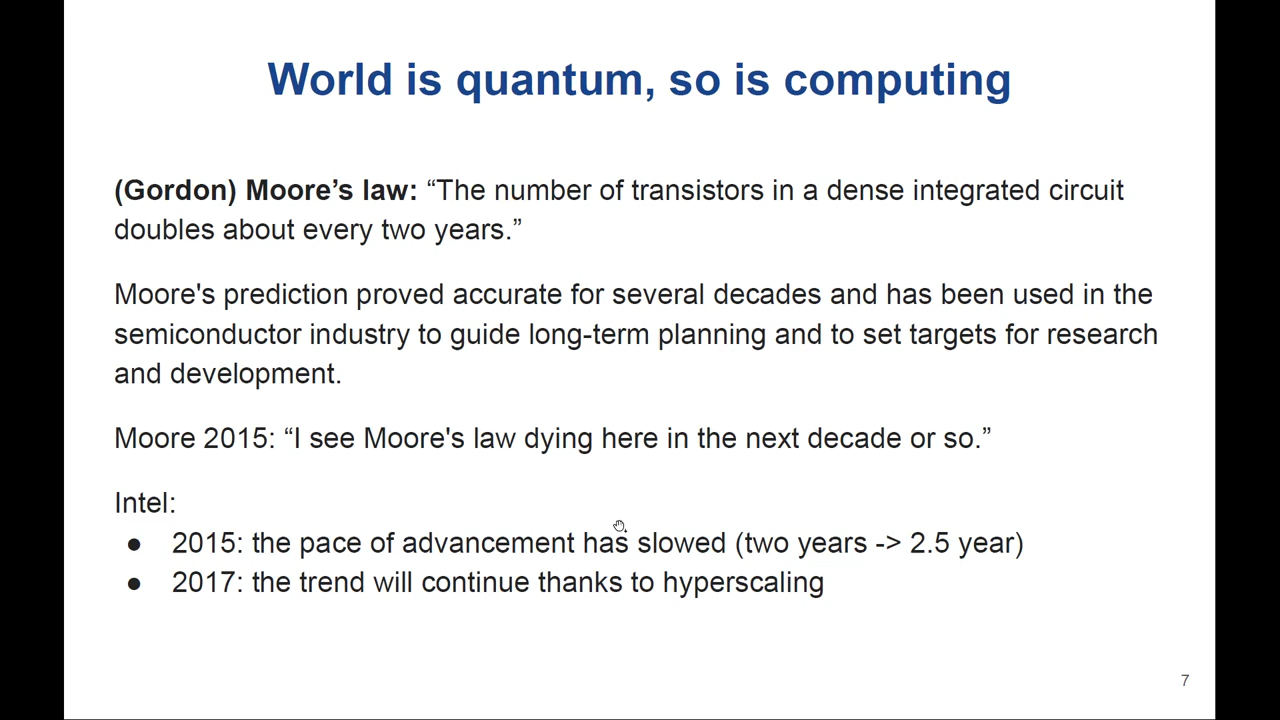 World is quantum, so is computing
(Gordon) Moore’s law: “The number of transistors in a dense integrated circuit
doubles about every two years.”
Moore's prediction proved accurate for several decades and has been used in the
semiconductor industry to guide long-term planning and to set targets for research
and development.
Moore 2015: “I see Moore's law dying here in the next decade or so.”
Intel:
● 2015: the pace of advancement has slowed (two years -> 2.5 year)
● 2017: the trend will continue thanks to hyperscaling
7